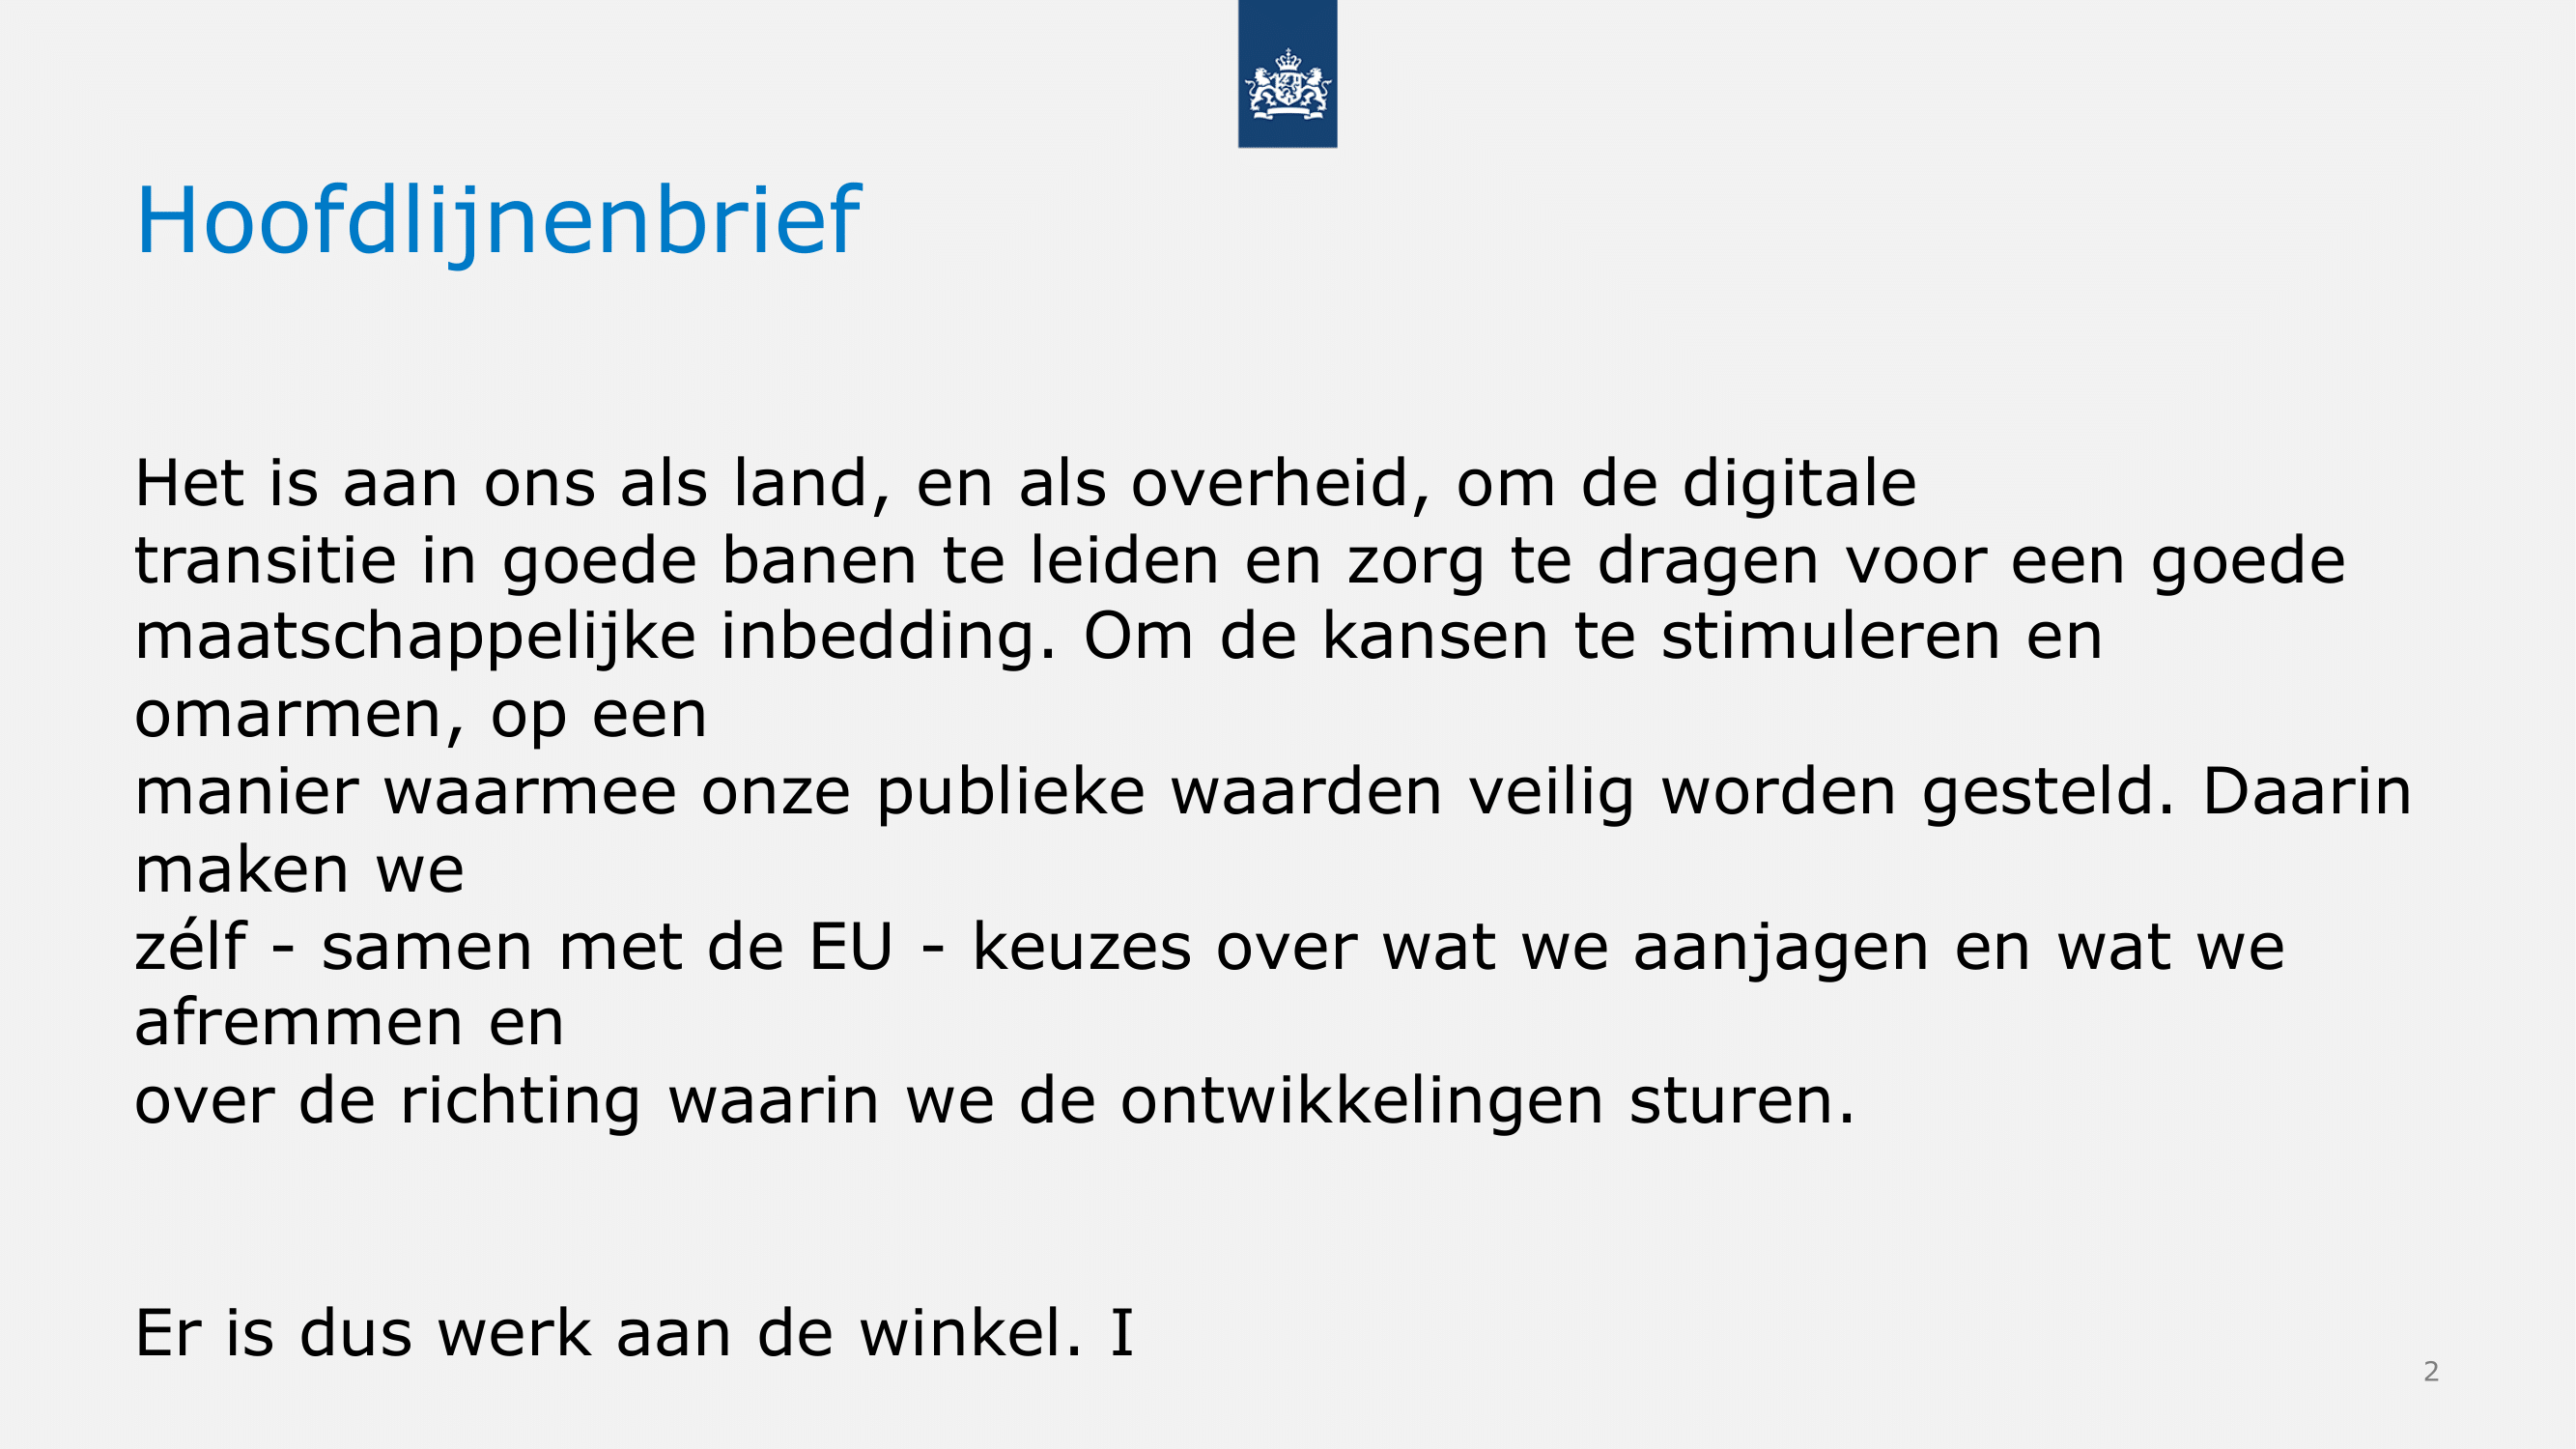 Hoofdlijnenbrief
Het is aan ons als land, en als overheid, om de digitale
transitie in goede banen te leiden en zorg te dragen voor een goede
maatschappelijke inbedding. Om de kansen te stimuleren en
omarmen, op een
manier waarmee onze publieke waarden veilig worden gesteld. Daarin
maken we
zélf - samen met de EU - keuzes over wat we aanjagen en wat we
afremmen en
over de richting waarin we de ontwikkelingen sturen.
Er is dus werk aan de winkel. I
2